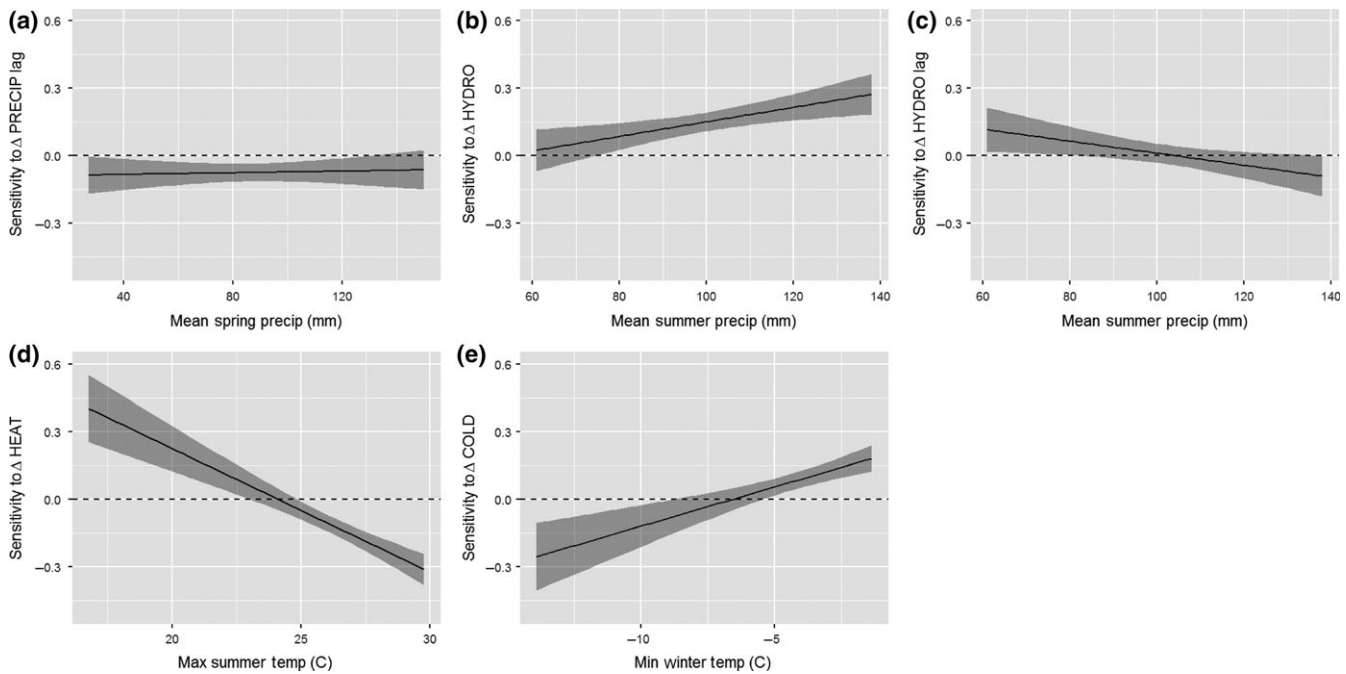 (a)
Sensitivity to Δ PRECIP lag
0.6
0.3
0.0
−0.3
40
80
120
Mean spring precip (mm)
(b)
Sensitivity to Δ HYDRO
0.6
0.3
0.0
−0.3
60
80
100
120
140
Mean summer precip (mm)
(c)
Sensitivity to Δ HYDRO lag
0.6
0.3
0.0
−0.3
60
80
100
120
140
Mean summer precip (mm)
(d)
Sensitivity to Δ HEAT
0.6
0.3
0.0
−0.3
20
25
30
Max summer temp (C)
(e)
Sensitivity to Δ COLD
0.6
0.3
0.0
−0.3
−10
−5
Min winter temp (C)